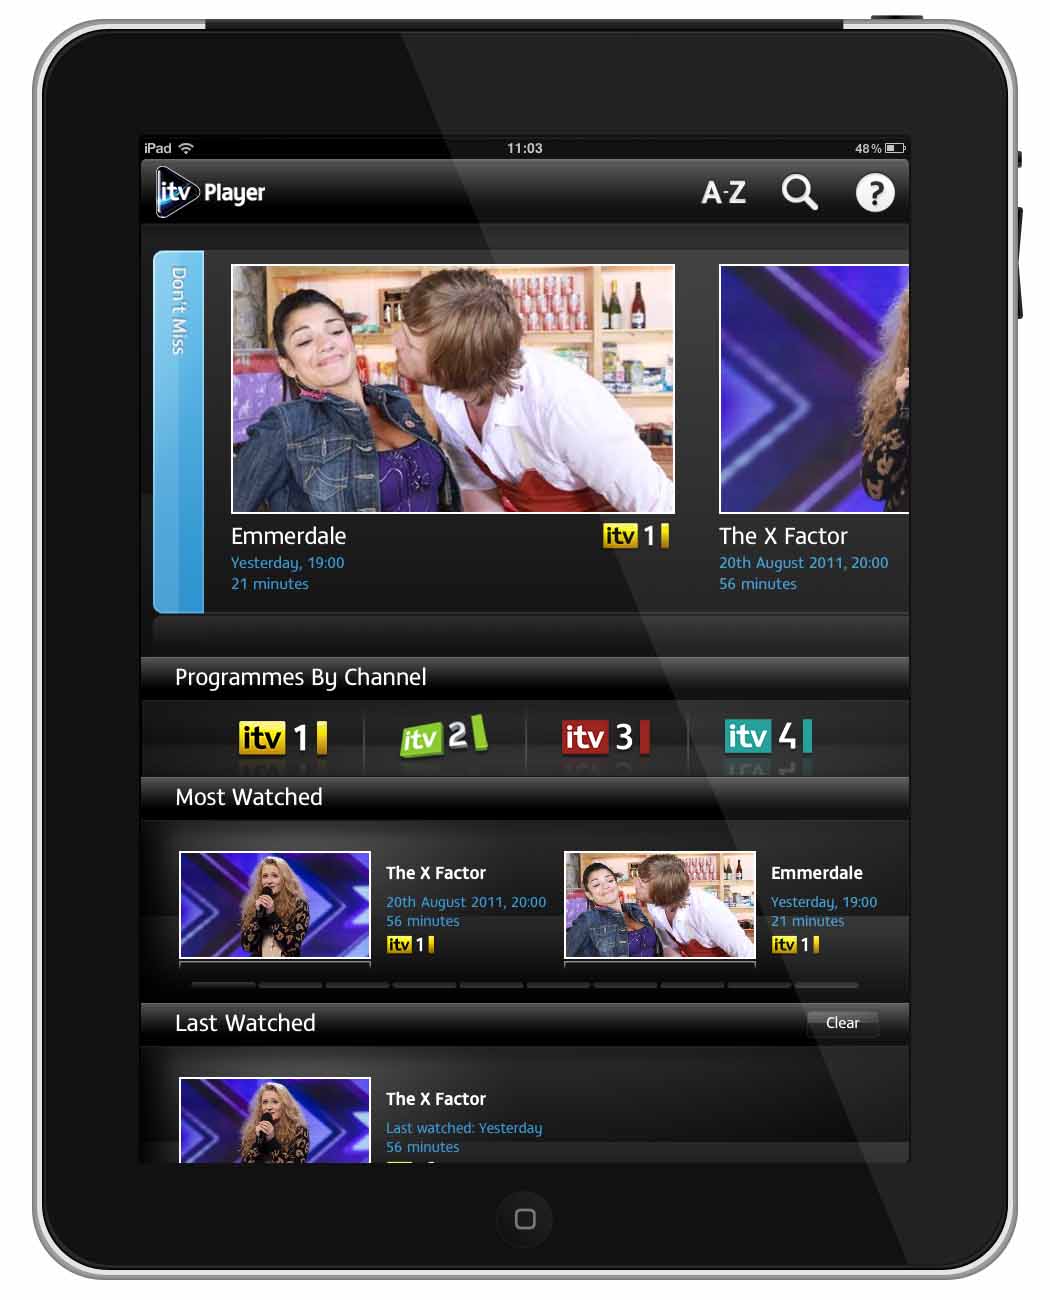 iPad 11:03 48%
itv Player A-Z ?
Don't Miss
Emmerdale
itv 1
Yesterday, 19:00
21 minutes
The X Factor
20th August 2011, 20:00
56 minutes
Programmes By Channel
itv 1 itv 2 itv 3 itv 4
Most Watched
The X Factor
20th August 2011, 20:00
56 minutes
itv 1
Emmerdale
Yesterday, 19:00
21 minutes
itv 1
Last Watched
Clear
The X Factor
Last watched: Yesterday
56 minutes